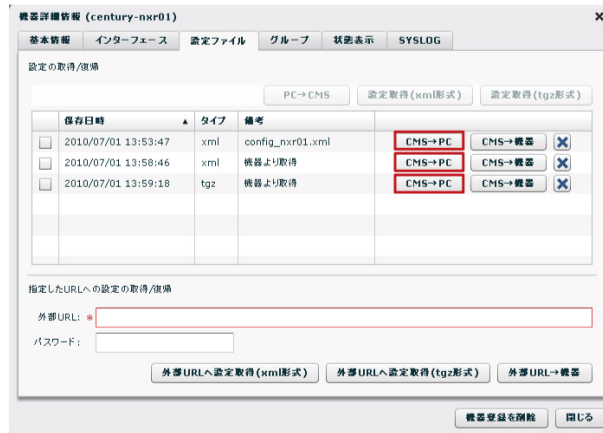 機器詳細情報 (century-nxr01)
基本情報 インターフェース 設定ファイル グループ 状態表示 SYSLOG
設定の取得/復帰
PC→CMS 設定取得(xml形式) 設定取得(tgz形式)
保存日時 ▲ タイプ 備考
2010/07/01 13:53:47 xml config_nxr01.xml CMS→PC CMS→機器
2010/07/01 13:58:46 xml 機器より取得 CMS→PC CMS→機器
2010/07/01 13:59:18 tgz 機器より取得 CMS→PC CMS→機器
指定したURLへの設定の取得/復帰
外部URL: *
パスワード:
外部URLへ設定取得(xml形式) 外部URLへ設定取得(tgz形式) 外部URL→機器
機器登録を削除 閉じる